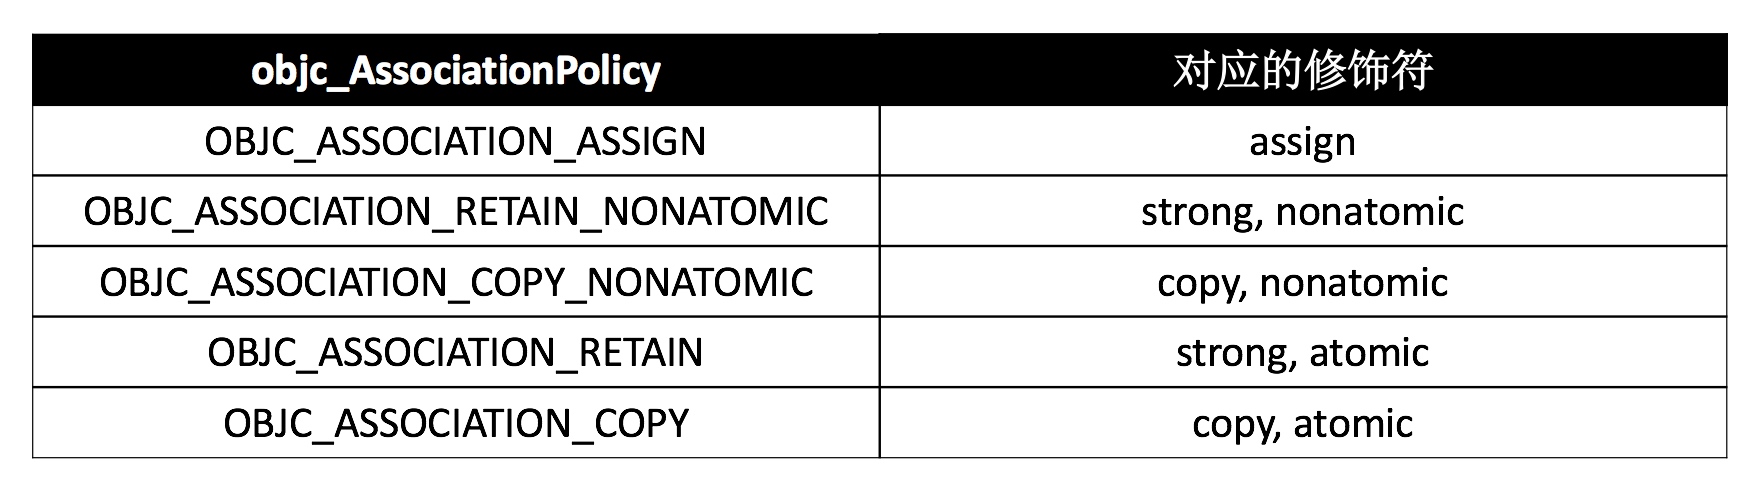 objc_AssociationPolicy 对应的修饰符
OBJC_ASSOCIATION_ASSIGN assign
OBJC_ASSOCIATION_RETAIN_NONATOMIC strong, nonatomic
OBJC_ASSOCIATION_COPY_NONATOMIC copy, nonatomic
OBJC_ASSOCIATION_RETAIN strong, atomic
OBJC_ASSOCIATION_COPY copy, atomic